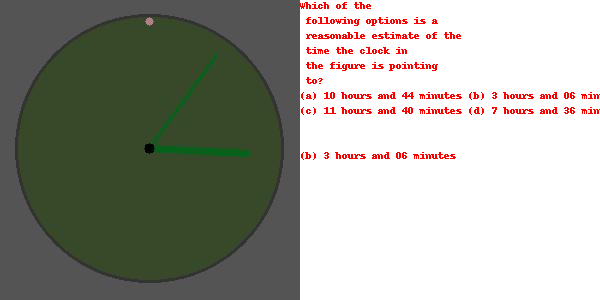 Which of the
following options is a
reasonable estimate of the
time the clock in
the figure is pointing
to?
(a) 10 hours and 44 minutes (b) 3 hours and 06 min
(c) 11 hours and 40 minutes (d) 7 hours and 36 min
(b) 3 hours and 06 minutes